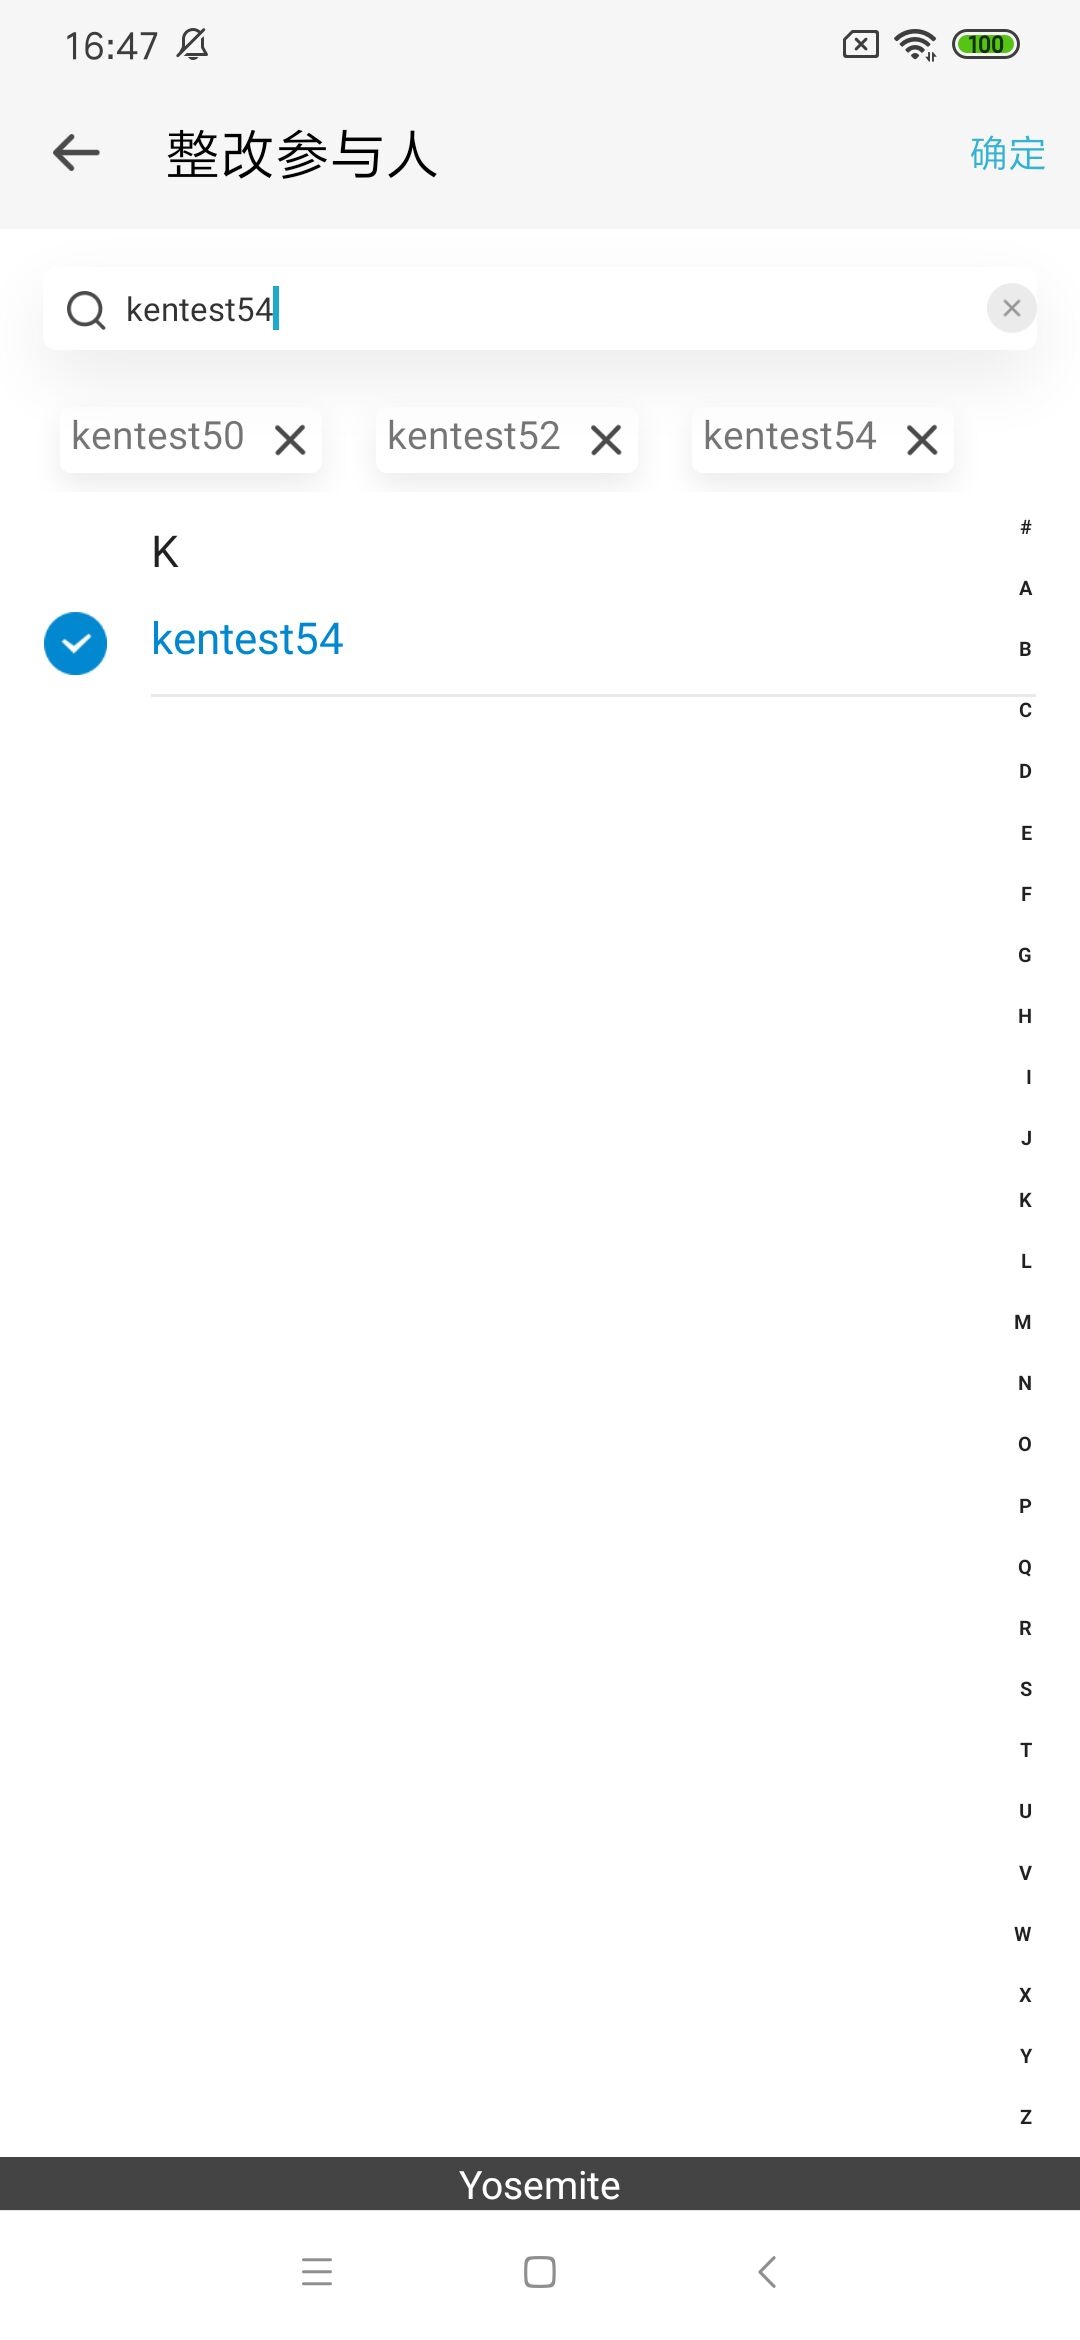 16:47
100
整改参与人
确定
kentest54
kentest50 kentest52 kentest54
K
kentest54
#
A
B
C
D
E
F
G
H
I
J
K
L
M
N
O
P
Q
R
S
T
U
V
W
X
Y
Z
Yosemite